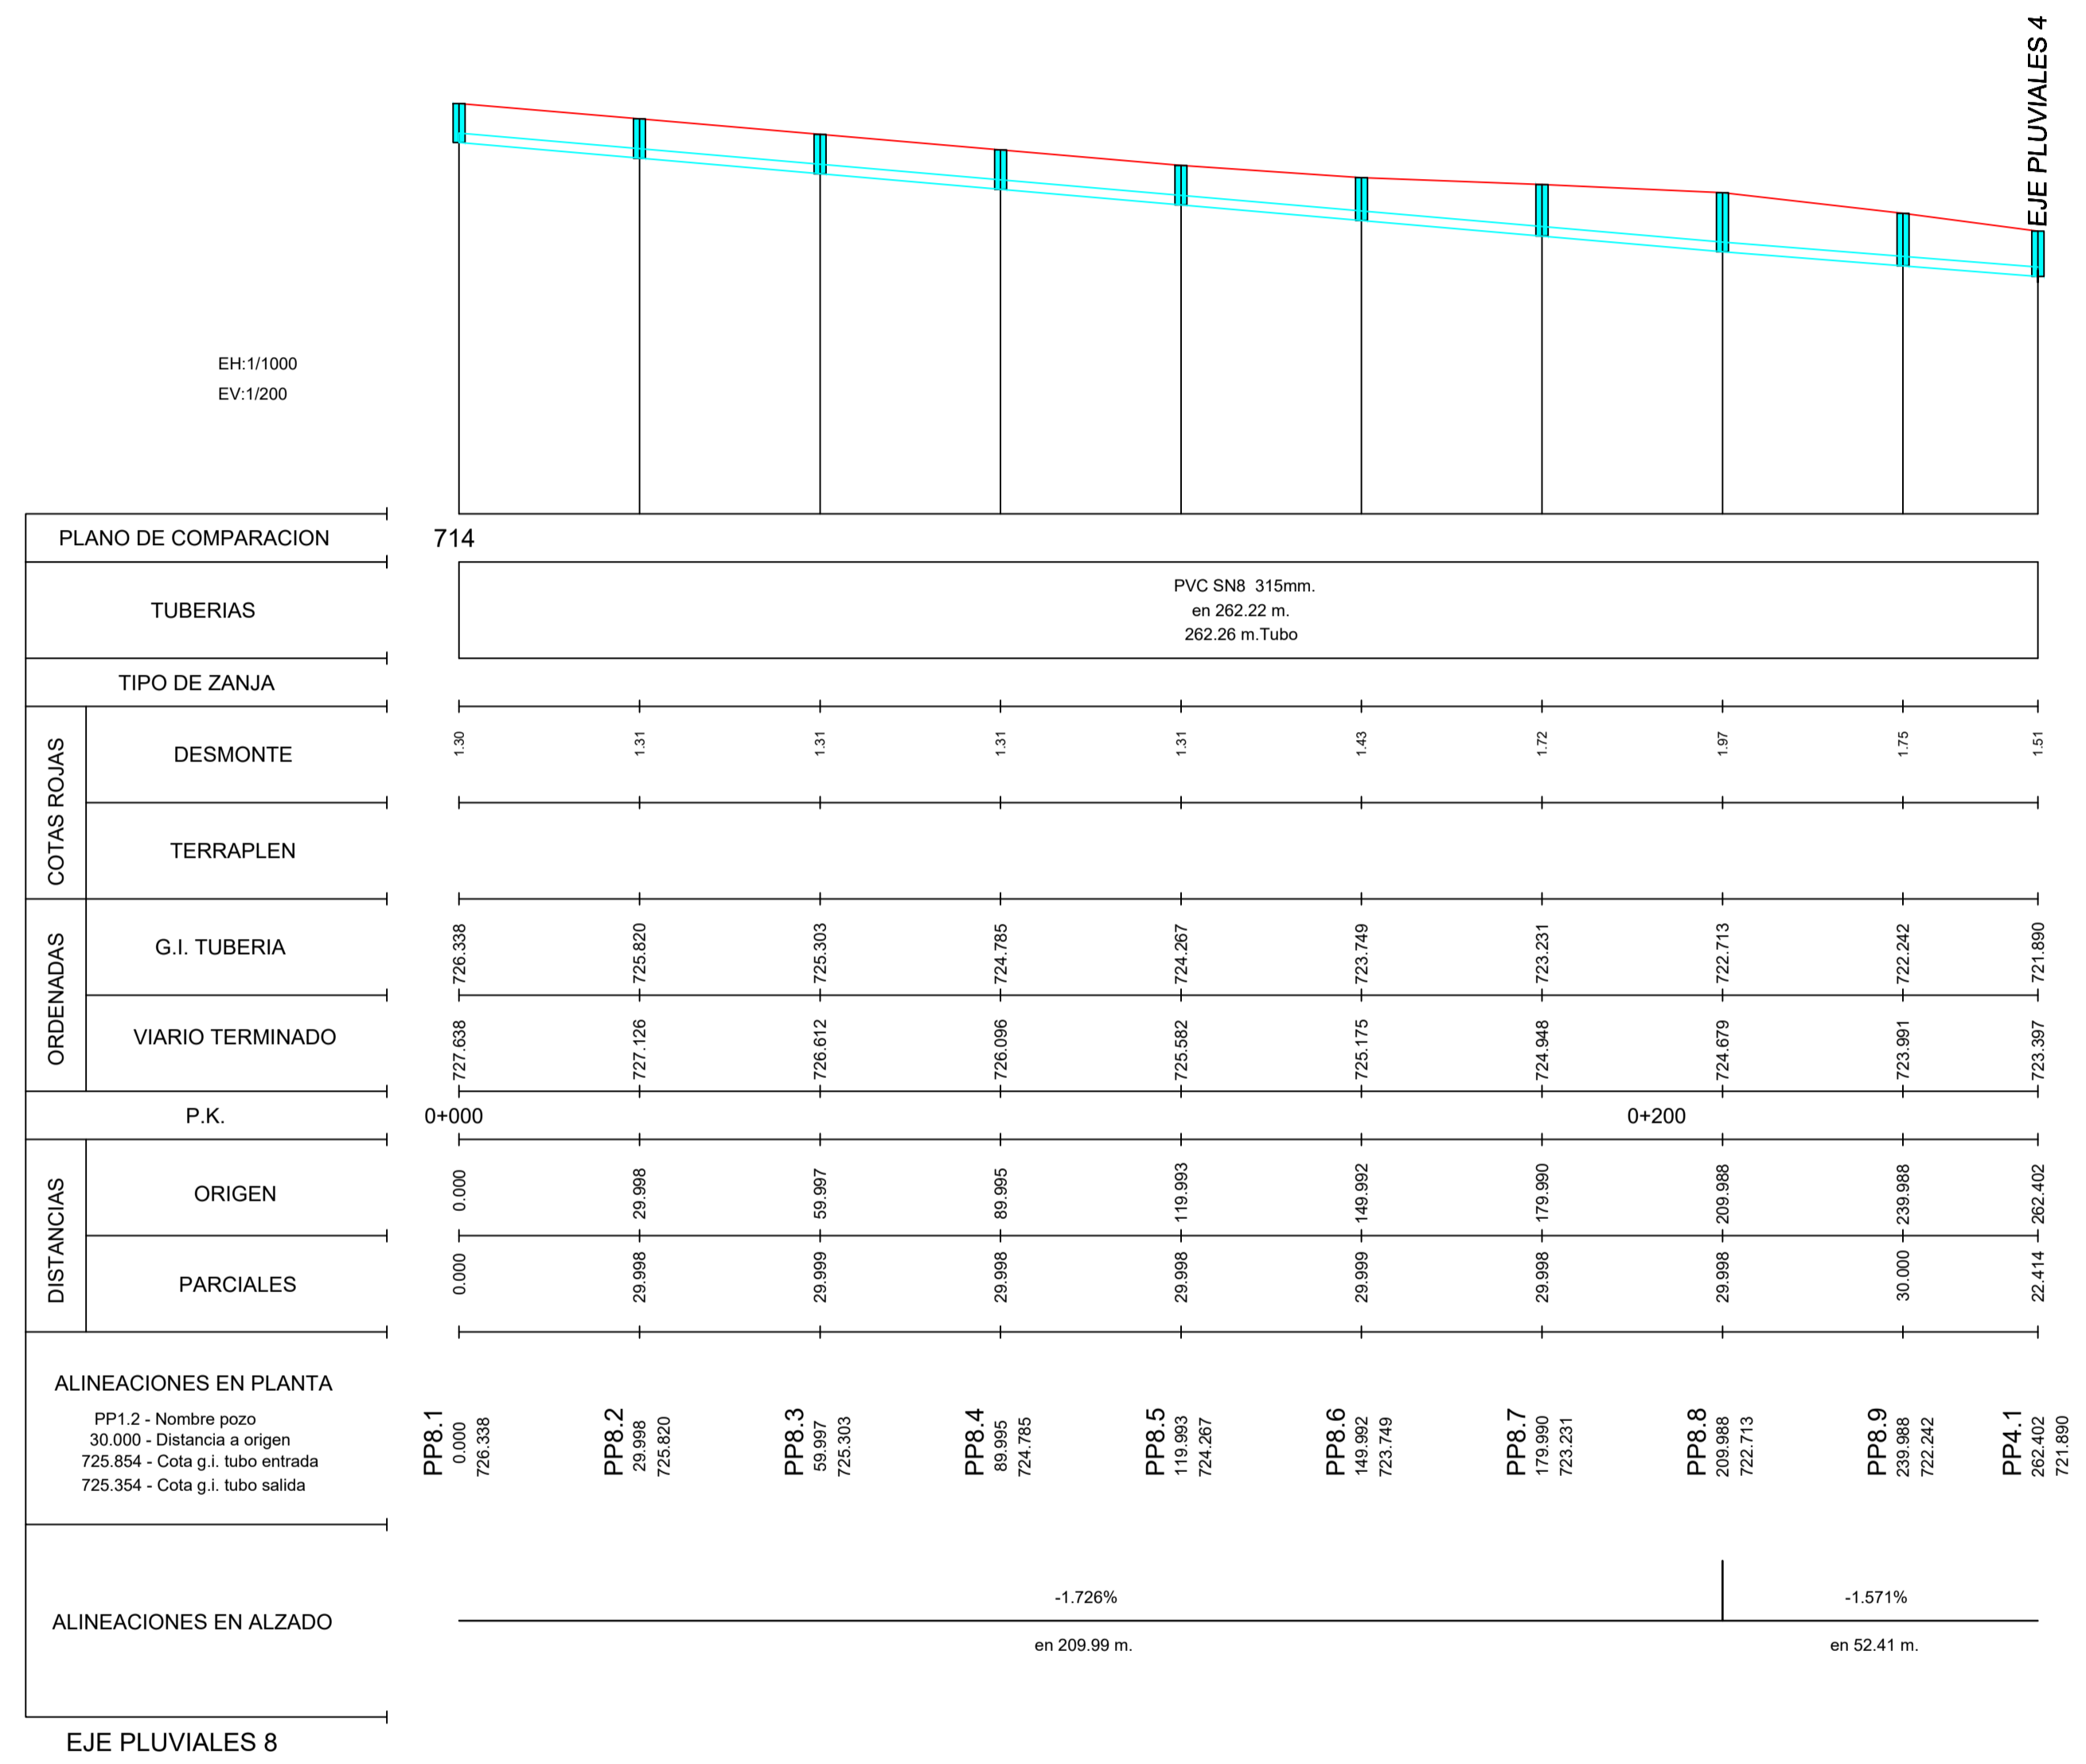 EJE PLUVIALES 4
EH:1/1000
EV:1/200
PLANO DE COMPARACION
714
TUBERIAS
PVC SN8  315mm.
en 262.22 m.
262.26 m.Tubo
TIPO DE ZANJA
COTAS ROJAS
DESMONTE
1.30 1.31 1.31 1.31 1.31 1.43 1.72 1.97 1.75 1.51
TERRAPLEN
ORDENADAS
G.I. TUBERIA
726.338 725.820 725.303 724.785 724.267 723.749 723.231 722.713 722.242 721.890
VIARIO TERMINADO
727.638 727.126 726.612 726.096 725.582 725.175 724.948 724.679 723.991 723.397
P.K.
0+000 0+200
DISTANCIAS
ORIGEN
0.000 29.998 59.997 89.995 119.993 149.992 179.990 209.988 239.988 262.402
PARCIALES
0.000 29.998 29.999 29.998 29.998 29.999 29.998 29.998 30.000 22.414
ALINEACIONES EN PLANTA
PP1.2 - Nombre pozo
30.000 - Distancia a origen
725.854 - Cota g.i. tubo entrada
725.354 - Cota g.i. tubo salida
PP8.1
0.000
726.338
PP8.2
29.998
725.820
PP8.3
59.997
725.303
PP8.4
89.995
724.785
PP8.5
119.993
724.267
PP8.6
149.992
723.749
PP8.7
179.990
723.231
PP8.8
209.988
722.713
PP8.9
239.988
722.242
PP4.1
262.402
721.890
ALINEACIONES EN ALZADO
-1.726%
en 209.99 m.
-1.571%
en 52.41 m.
EJE PLUVIALES 8